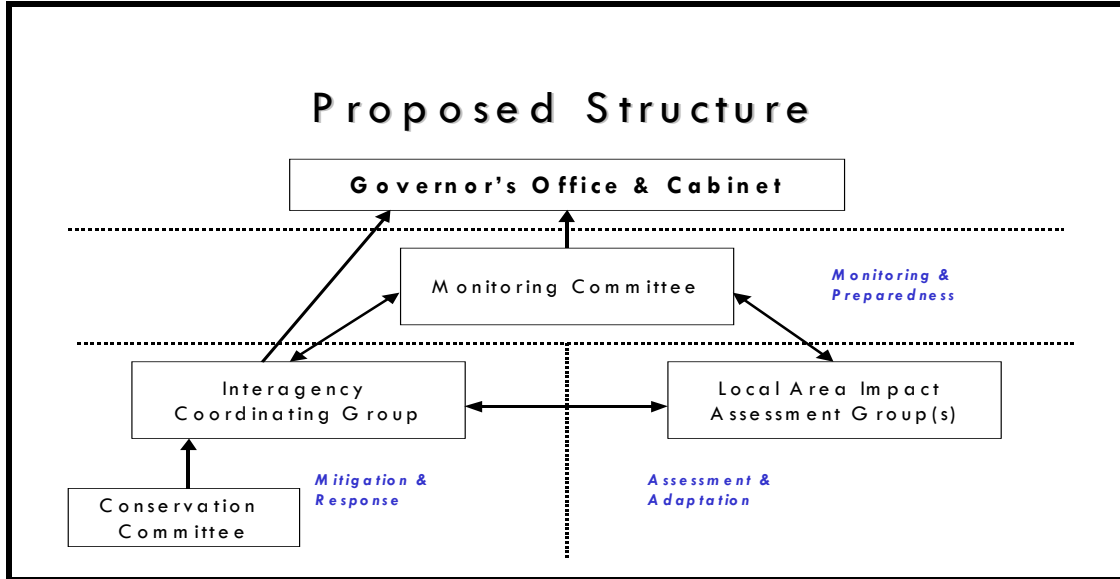 Proposed Structure
Governor's Office & Cabinet
Monitoring Committee
Monitoring &
Preparedness
Interagency
Coordinating Group
Local Area Impact
Assessment Group(s)
Mitigation &
Response
Assessment &
Adaptation
Conservation
Committee